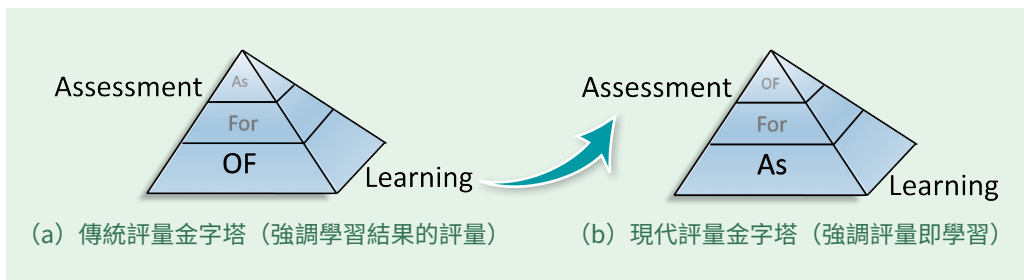 Assessment
As
For
OF
Learning
（a）傳統評量金字塔（強調學習結果的評量）
Assessment
OF
For
As
Learning
（b）現代評量金字塔（強調評量即學習）